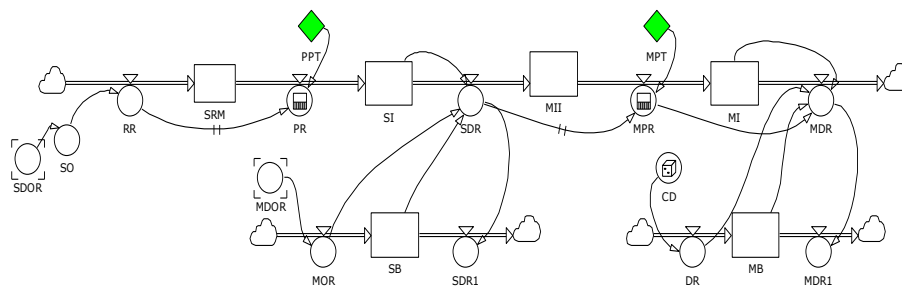 PPT
MPT
RR
SRM
PR
SI
SDR
MII
MPR
MI
MDR
SDOR
SO
MDOR
CD
MOR
SB
SDR1
DR
MB
MDR1